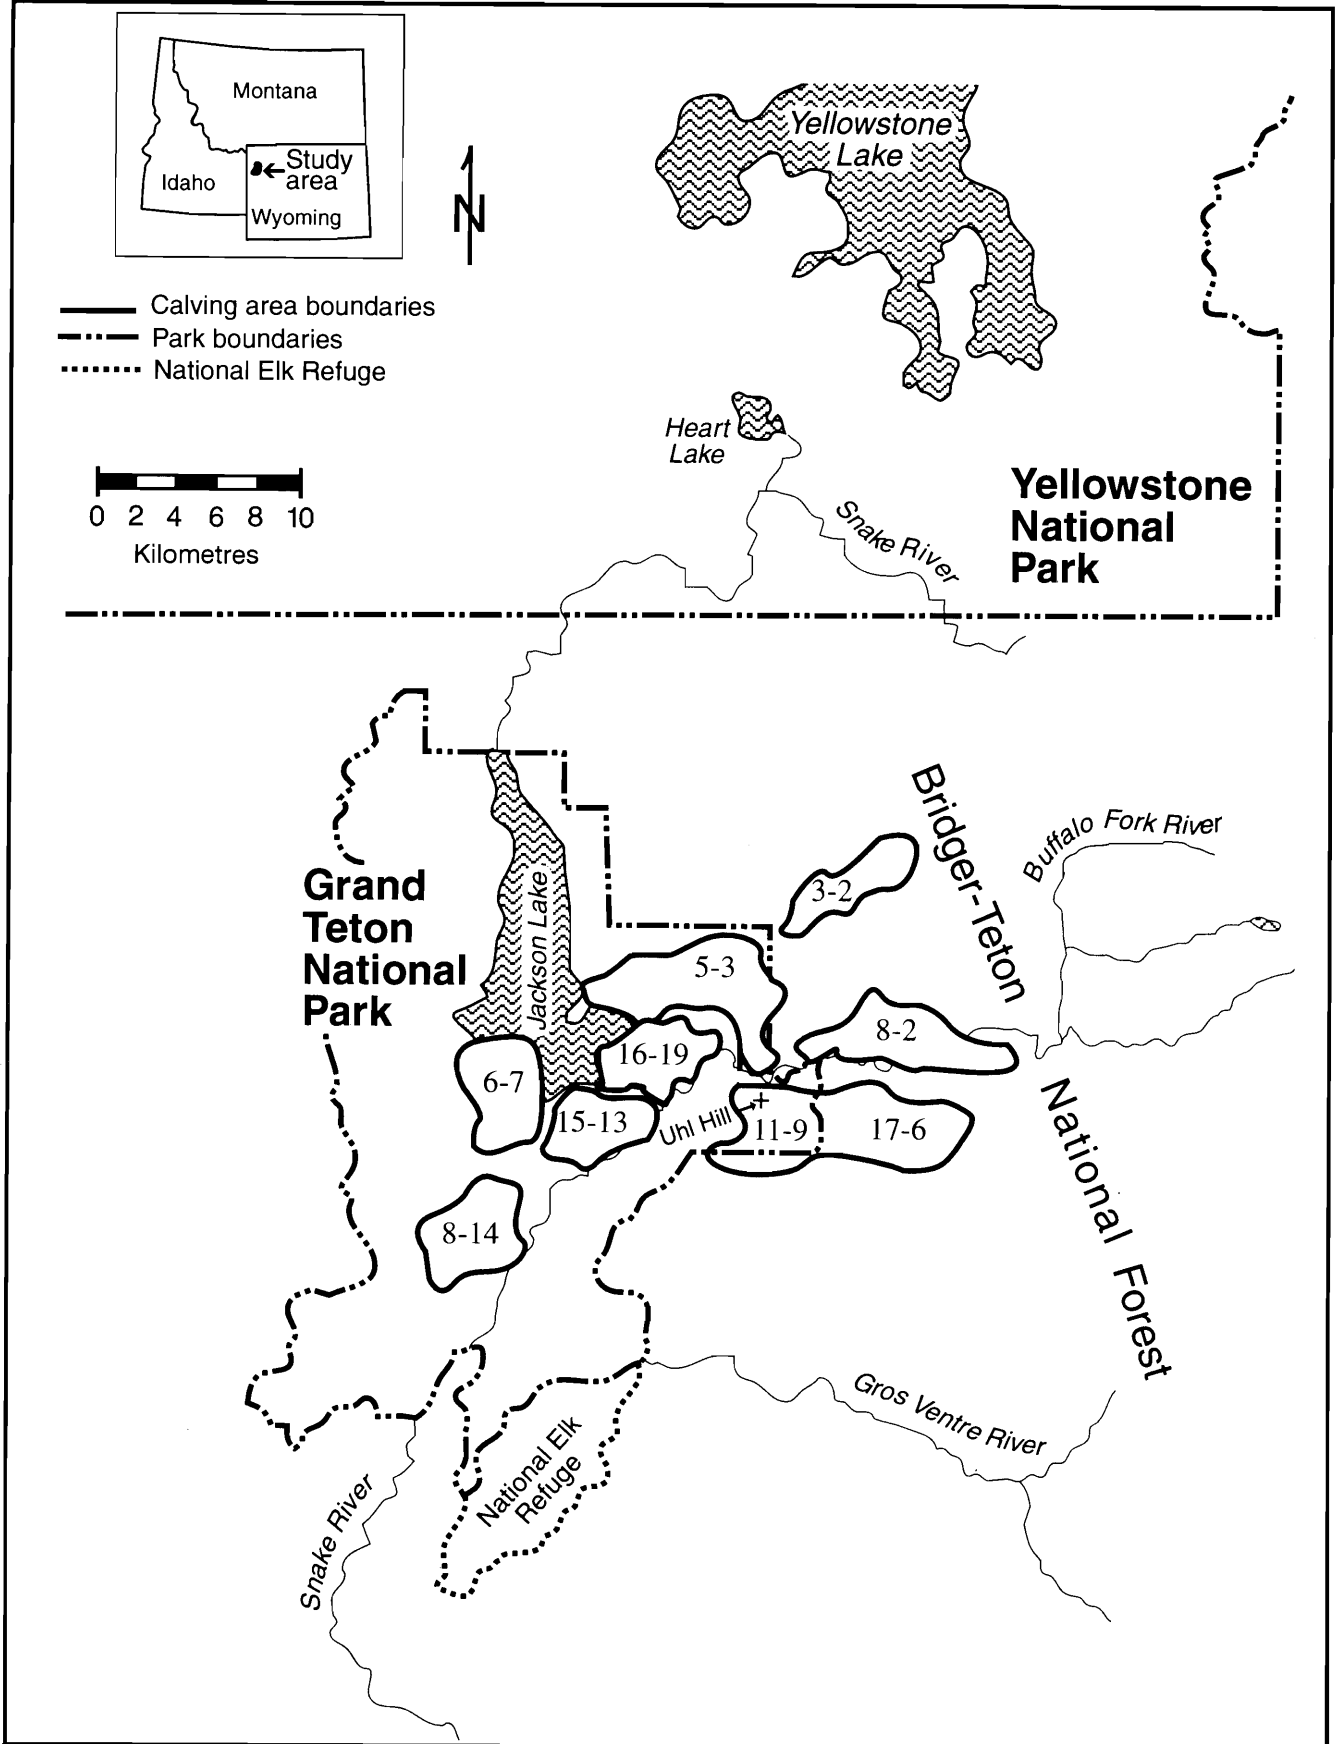 Montana
Study
area
Idaho
Wyoming
N
Calving area boundaries
Park boundaries
National Elk Refuge
0 2 4 6 8 10
Kilometres
Yellowstone
Lake
Heart
Lake
Snake River
Yellowstone
National
Park
Grand
Teton
National
Park
Jackson Lake
Bridger-Teton
National Forest
Buffalo Fork River
3-2
5-3
8-2
16-19
6-7
15-13
Uhl Hill
11-9
17-6
8-14
Gros Ventre River
National Elk
Refuge
Snake River